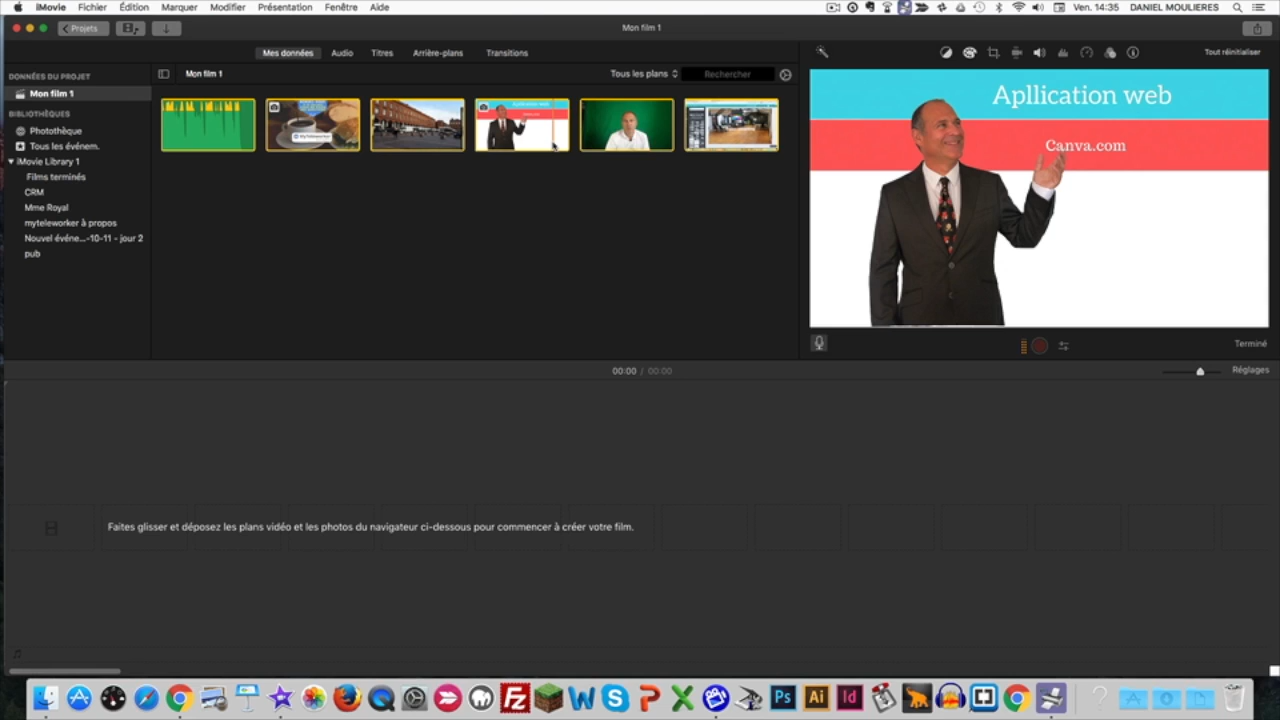 iMovie Fichier Édition Marquer Modifier Présentation Fenêtre Aide Ven. 14:35 DANIEL MOULIERES
Projets Mon film 1
Mes données Audio Titres Arrière-plans Transitions Tout réinitialiser
DONNÉES DU PROJET Mon film 1 Tous les plans Rechercher
Mon film 1
BIBLIOTHÈQUES
Photothèque
Tous les événem.
iMovie Library 1
Films terminés
CRM
Mme Royal
myteleworker à propos
Nouvel événe...-10-11 - jour 2
pub
Apllication web
Canva.com
Terminé
00:00 / 00:00 Réglages
Faites glisser et déposez les plans vidéo et les photos du navigateur ci-dessous pour commencer à créer votre film.